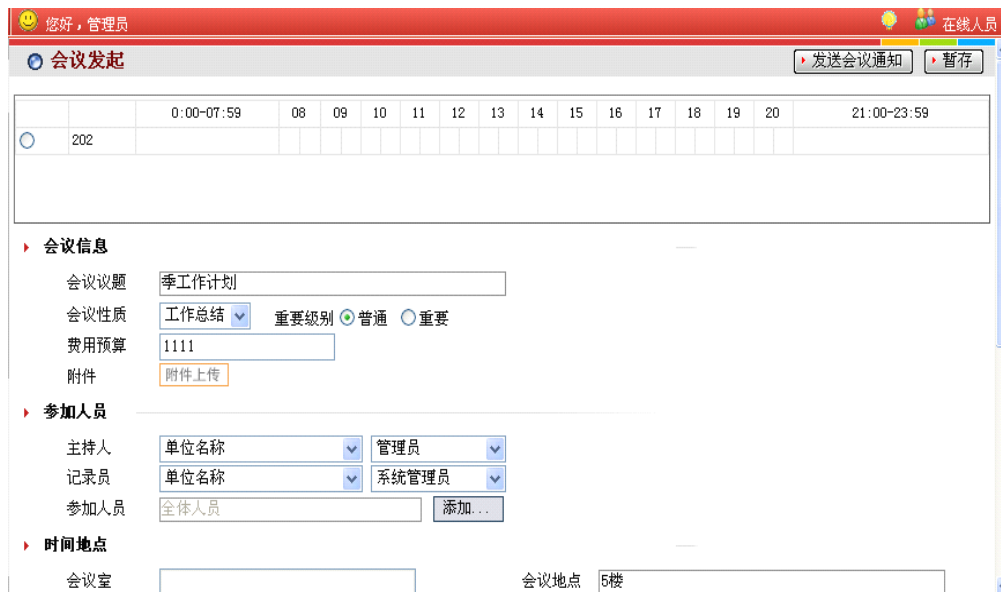 您好，管理员 在线人员
会议发起 发送会议通知 暂存
0:00-07:59 08 09 10 11 12 13 14 15 16 17 18 19 20 21:00-23:59
202
会议信息
会议议题 季工作计划
会议性质 工作总结 重要级别 普通 重要
费用预算 1111
附件 附件上传
参加人员
主持人 单位名称 管理员
记录员 单位名称 系统管理员
参加人员 全体人员 添加...
时间地点
会议室 会议地点 5楼